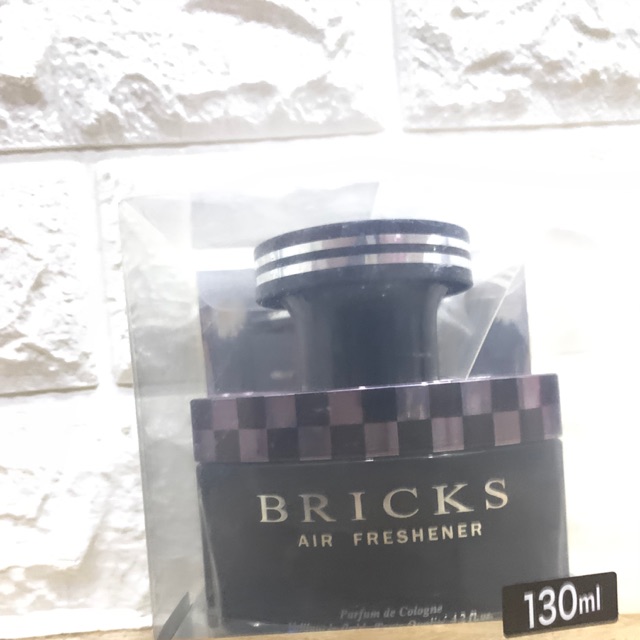 BRICKS
AIR FRESHENER
Parfum de Cologne
130ml